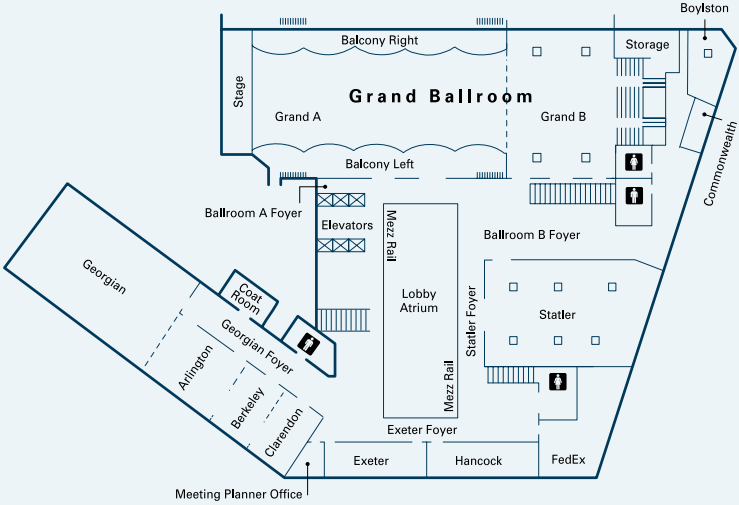 Boylston
Balcony Right
Storage
Stage
Grand Ballroom
Grand A
Grand B
Balcony Left
Commonwealth
Ballroom A Foyer
Elevators
Mezz Rail
Ballroom B Foyer
Georgian
Coat
Room
Lobby
Atrium
Statler Foyer
Statler
Georgian Foyer
Arlington
Mezz Rail
Berkeley
Clarendon
Exeter Foyer
Exeter
Hancock
FedEx
Meeting Planner Office